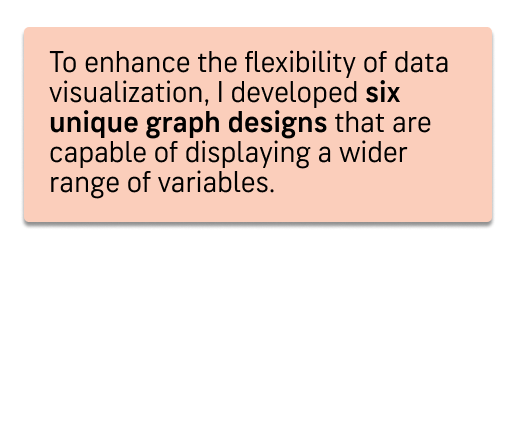 To enhance the flexibility of data
visualization, I developed six
unique graph designs that are
capable of displaying a wider
range of variables.